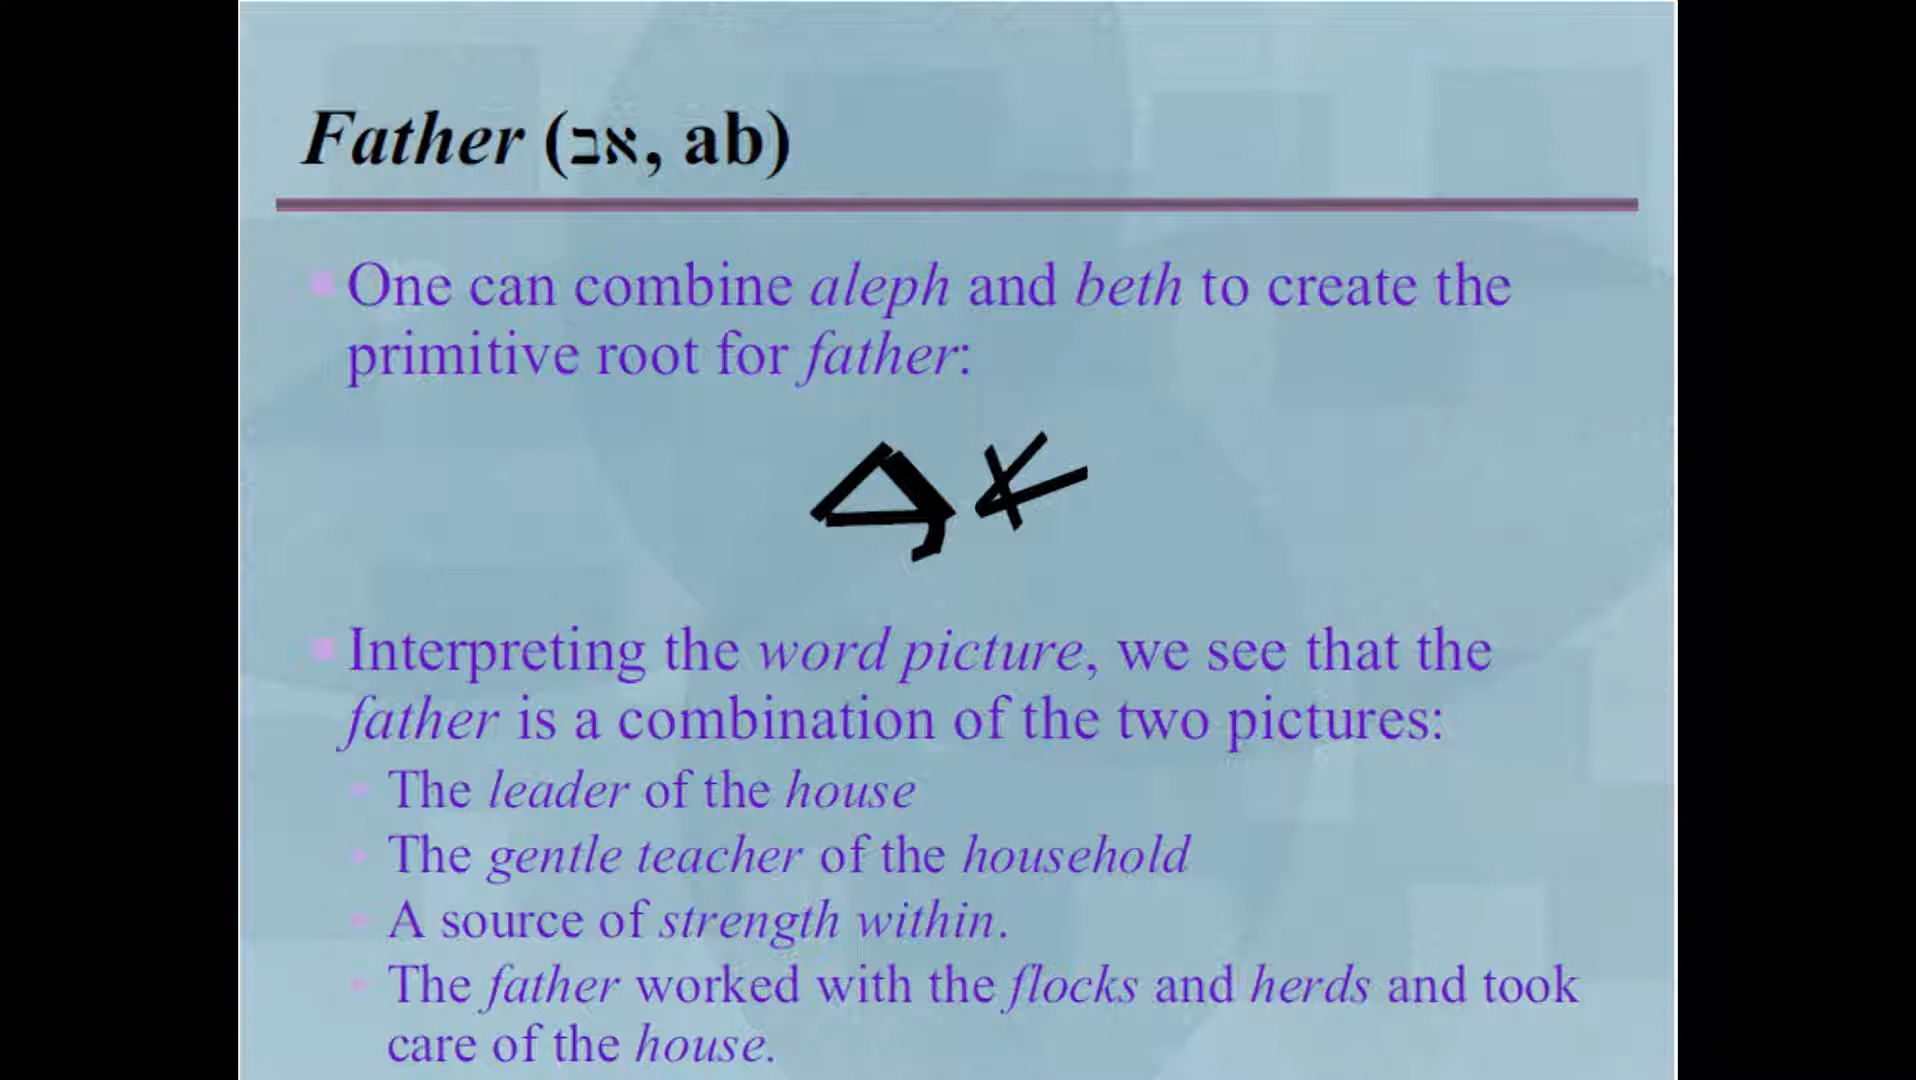 Father (אב, ab)
One can combine aleph and beth to create the
primitive root for father:
𐤀𐤁
Interpreting the word picture, we see that the
father is a combination of the two pictures:
The leader of the house
The gentle teacher of the household
A source of strength within.
The father worked with the flocks and herds and took
care of the house.